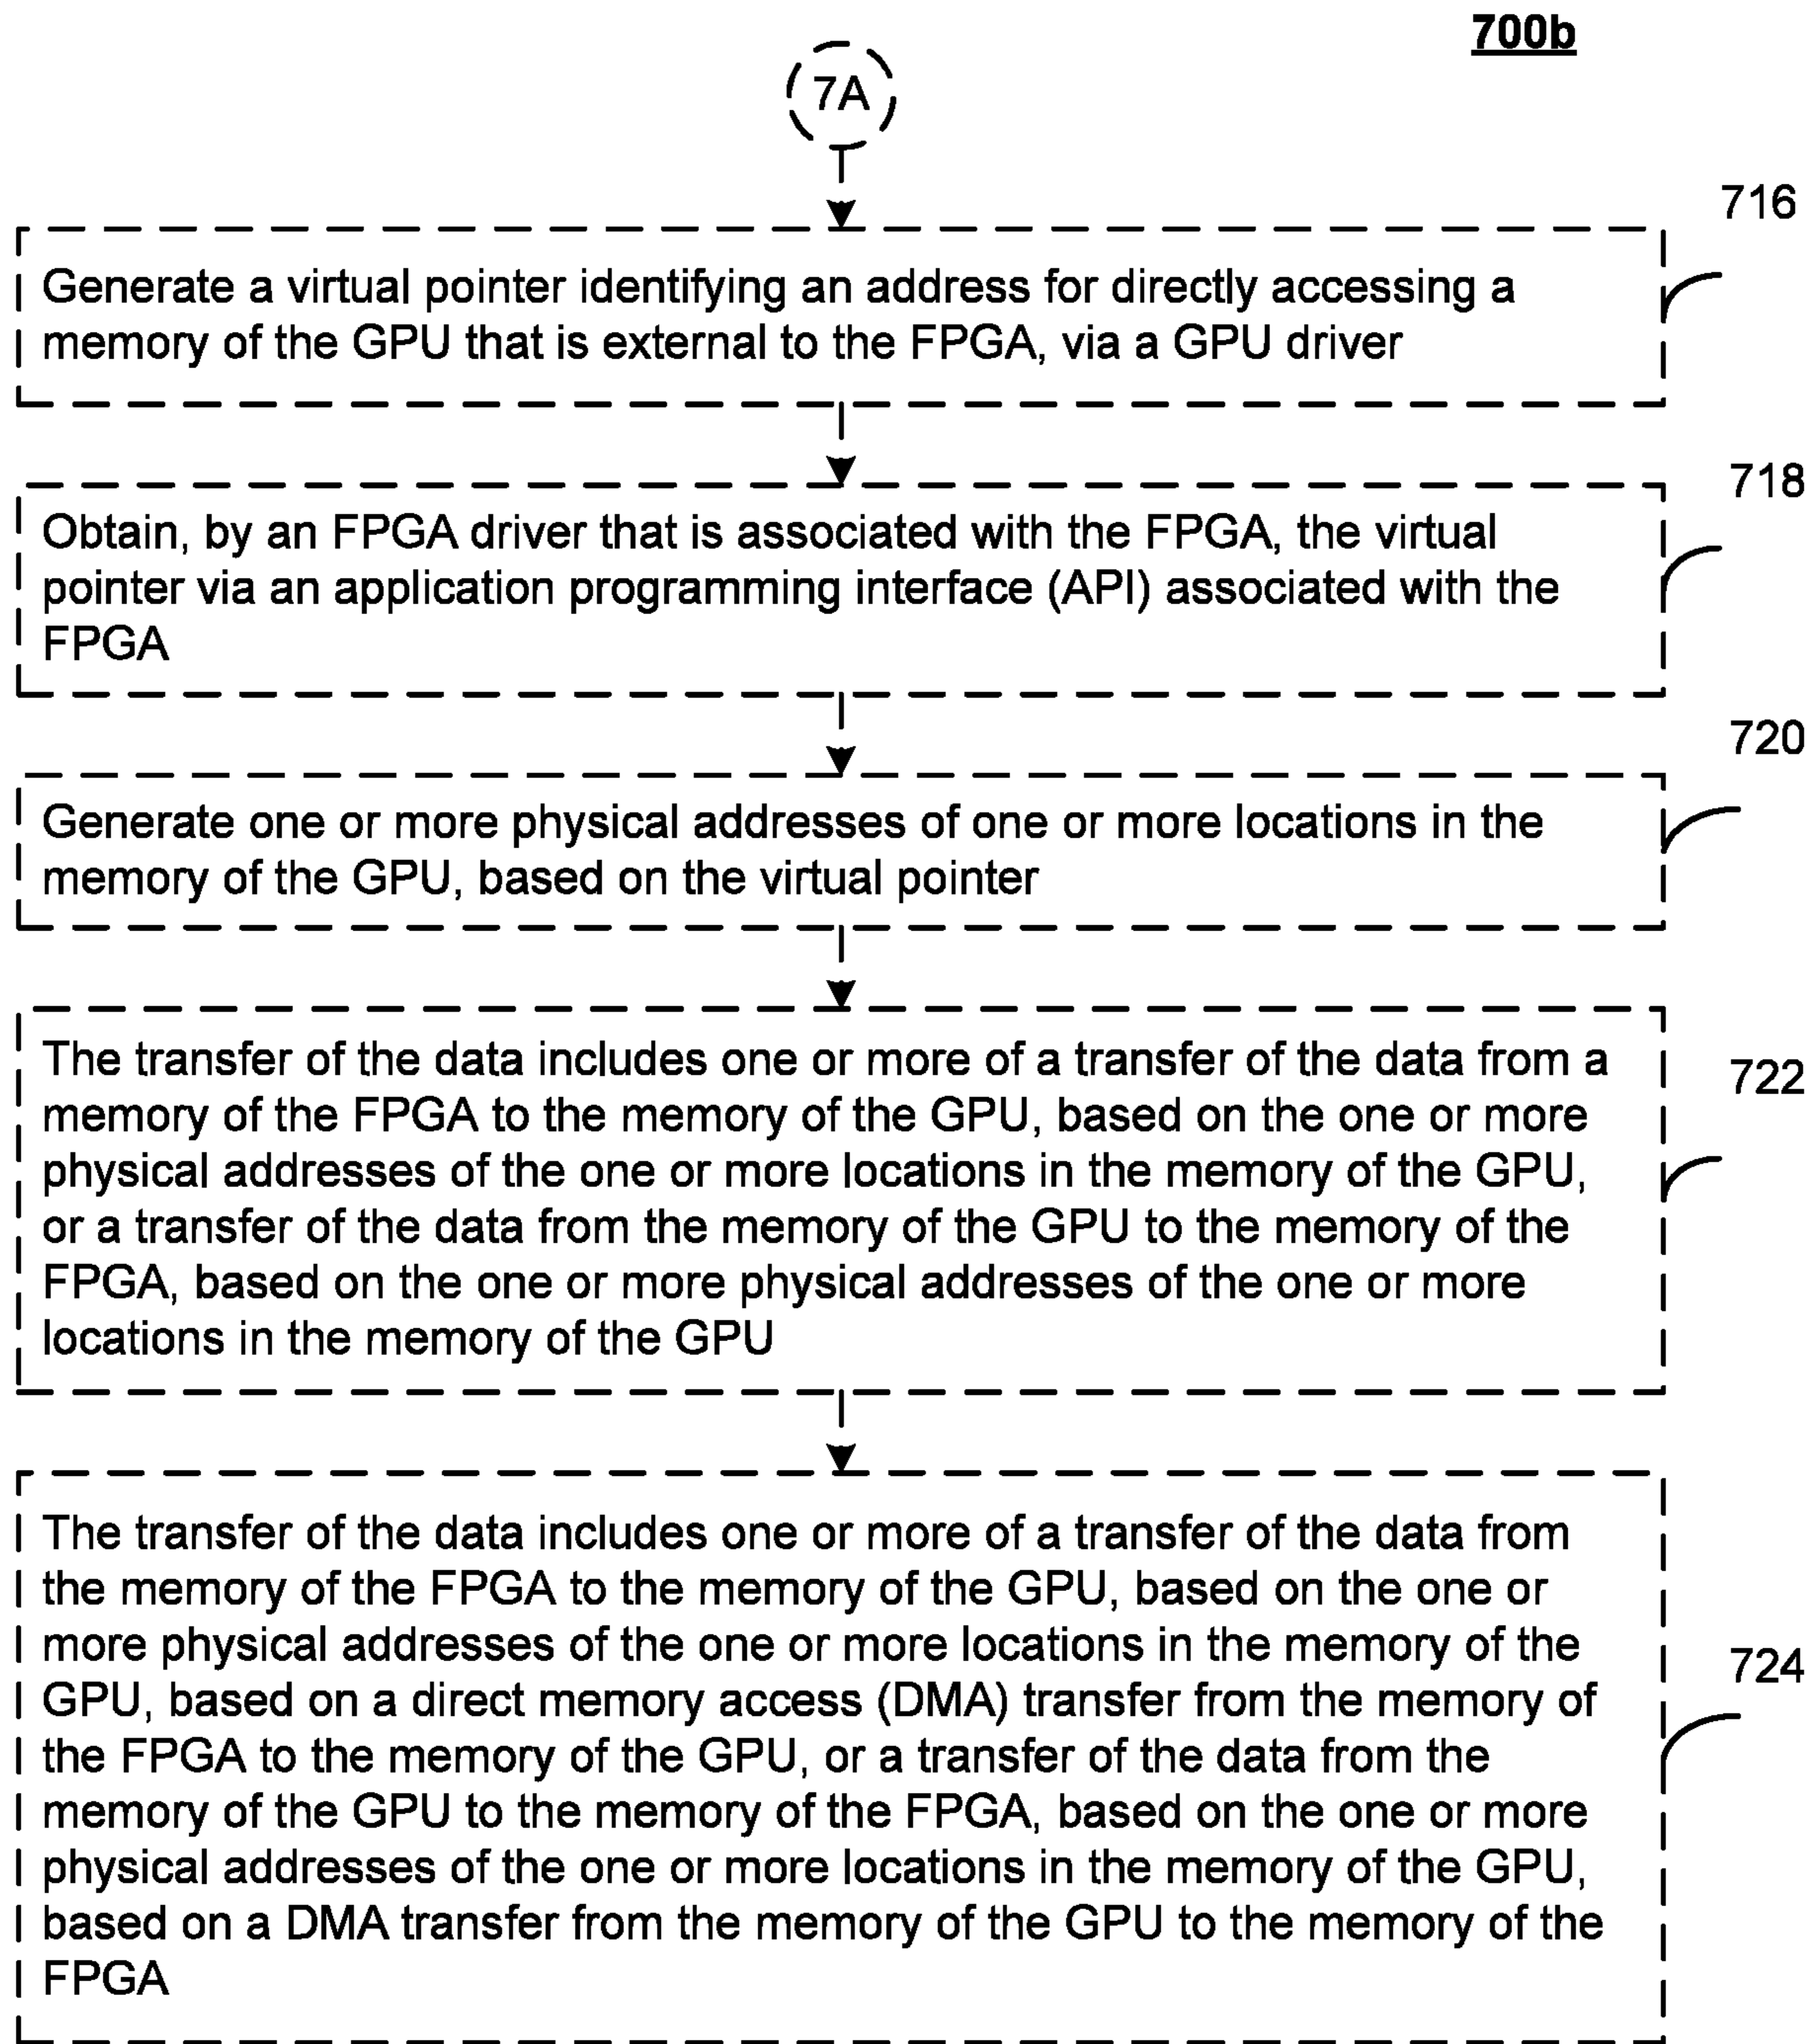 700b
7A
716
Generate a virtual pointer identifying an address for directly accessing a
memory of the GPU that is external to the FPGA, via a GPU driver
718
Obtain, by an FPGA driver that is associated with the FPGA, the virtual
pointer via an application programming interface (API) associated with the
FPGA
720
Generate one or more physical addresses of one or more locations in the
memory of the GPU, based on the virtual pointer
722
The transfer of the data includes one or more of a transfer of the data from a
memory of the FPGA to the memory of the GPU, based on the one or more
physical addresses of the one or more locations in the memory of the GPU,
or a transfer of the data from the memory of the GPU to the memory of the
FPGA, based on the one or more physical addresses of the one or more
locations in the memory of the GPU
724
The transfer of the data includes one or more of a transfer of the data from
the memory of the FPGA to the memory of the GPU, based on the one or
more physical addresses of the one or more locations in the memory of the
GPU, based on a direct memory access (DMA) transfer from the memory of
the FPGA to the memory of the GPU, or a transfer of the data from the
memory of the GPU to the memory of the FPGA, based on the one or more
physical addresses of the one or more locations in the memory of the GPU,
based on a DMA transfer from the memory of the GPU to the memory of the
FPGA